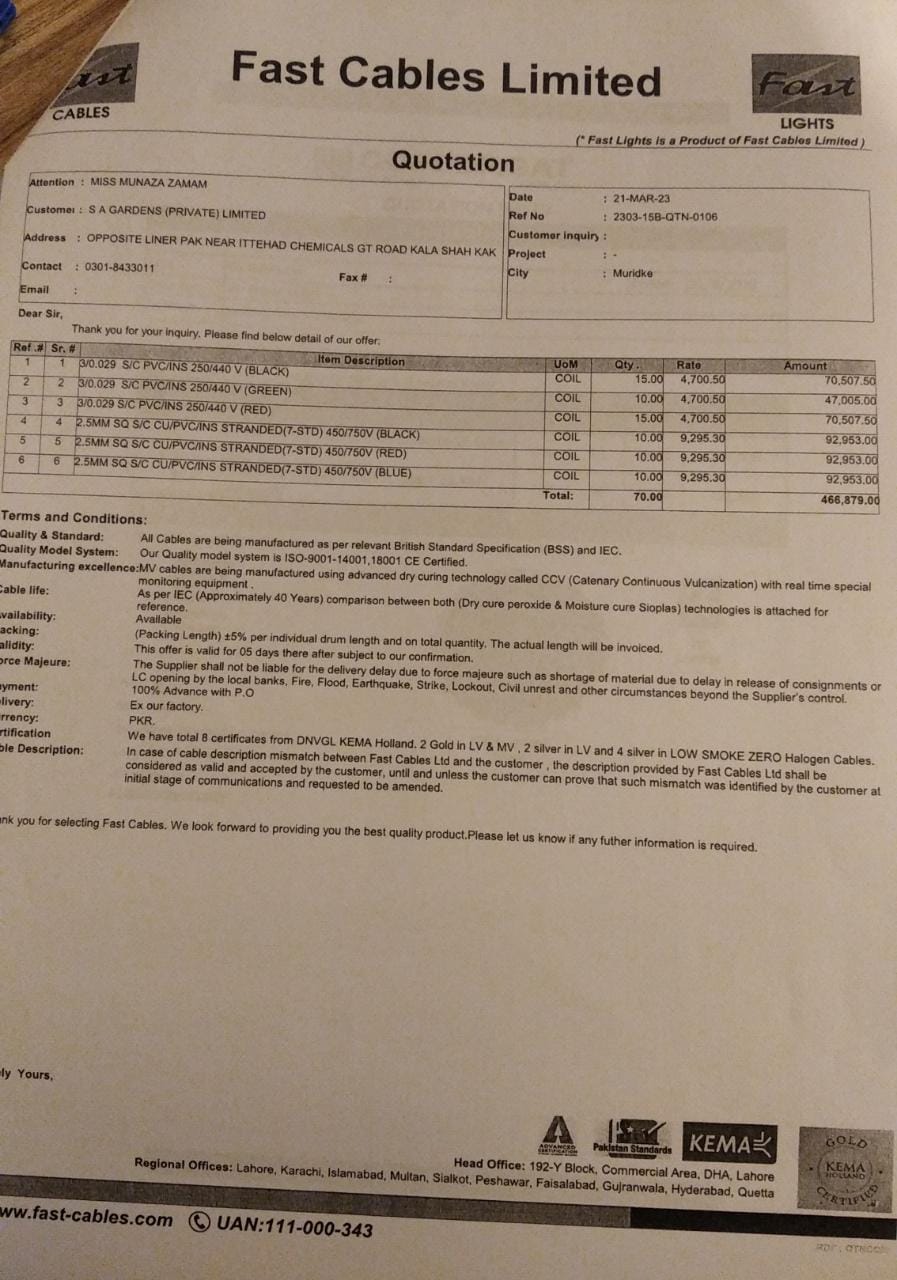 Fast
CABLES
Fast Cables Limited
Fast
LIGHTS
(* Fast Lights is a Product of Fast Cables Limited )
Quotation
Attention : MISS MUNAZA ZAMAM
Customer : S A GARDENS (PRIVATE) LIMITED
Address : OPPOSITE LINER PAK NEAR ITTEHAD CHEMICALS GT ROAD KALA SHAH KAK
Contact : 0301-8433011 Fax # :
Email :
Date : 21-MAR-23
Ref No : 2303-15B-QTN-0106
Customer inquiry :
Project : -
City : Muridke
Dear Sir,
Thank you for your inquiry. Please find below detail of our offer:
Ref .# Sr. # Item Description UoM Qty . Rate Amount
1 1 3/0.029 S/C PVC/INS 250/440 V (BLACK) COIL 15.00 4,700.50 70,507.50
2 2 3/0.029 S/C PVC/INS 250/440 V (GREEN) COIL 10.00 4,700.50 47,005.00
3 3 3/0.029 S/C PVC/INS 250/440 V (RED) COIL 15.00 4,700.50 70,507.50
4 4 2.5MM SQ S/C CU/PVC/INS STRANDED(7-STD) 450/750V (BLACK) COIL 10.00 9,295.30 92,953.00
5 5 2.5MM SQ S/C CU/PVC/INS STRANDED(7-STD) 450/750V (RED) COIL 10.00 9,295.30 92,953.00
6 6 2.5MM SQ S/C CU/PVC/INS STRANDED(7-STD) 450/750V (BLUE) COIL 10.00 9,295.30 92,953.00
Total: 70.00 466,879.00
Terms and Conditions:
Quality & Standard: All Cables are being manufactured as per relevant British Standard Specification (BSS) and IEC.
Quality Model System: Our Quality model system is ISO-9001-14001,18001 CE Certified.
Manufacturing excellence:MV cables are being manufactured using advanced dry curing technology called CCV (Catenary Continuous Vulcanization) with real time special
monitoring equipment .
Cable life: As per IEC (Approximately 40 Years) comparison between both (Dry cure peroxide & Moisture cure Sioplas) technologies is attached for
reference.
vailability: Available
acking: (Packing Length) ±5% per individual drum length and on total quantity. The actual length will be invoiced.
alidity: This offer is valid for 05 days there after subject to our confirmation.
orce Majeure: The Supplier shall not be liable for the delivery delay due to force majeure such as shortage of material due to delay in release of consignments or
LC opening by the local banks, Fire, Flood, Earthquake, Strike, Lockout, Civil unrest and other circumstances beyond the Supplier's control.
yment: 100% Advance with P.O
livery: Ex our factory.
rrency: PKR.
rtification We have total 8 certificates from DNVGL KEMA Holland. 2 Gold in LV & MV , 2 silver in LV and 4 silver in LOW SMOKE ZERO Halogen Cables.
ble Description: In case of cable description mismatch between Fast Cables Ltd and the customer , the description provided by Fast Cables Ltd shall be
considered as valid and accepted by the customer, until and unless the customer can prove that such mismatch was identified by the customer at
initial stage of communications and requested to be amended.
nk you for selecting Fast Cables. We look forward to providing you the best quality product.Please let us know if any futher information is required.
ly Yours,
ADVANCED
CERTIFICATION
Pakistan Standards
KEMA
GOLD
KEMA
HOLLAND
CERTIFIED
Head Office: 192-Y Block, Commercial Area, DHA, Lahore
Regional Offices: Lahore, Karachi, Islamabad, Multan, Sialkot, Peshawar, Faisalabad, Gujranwala, Hyderabad, Quetta
ww.fast-cables.com UAN:111-000-343